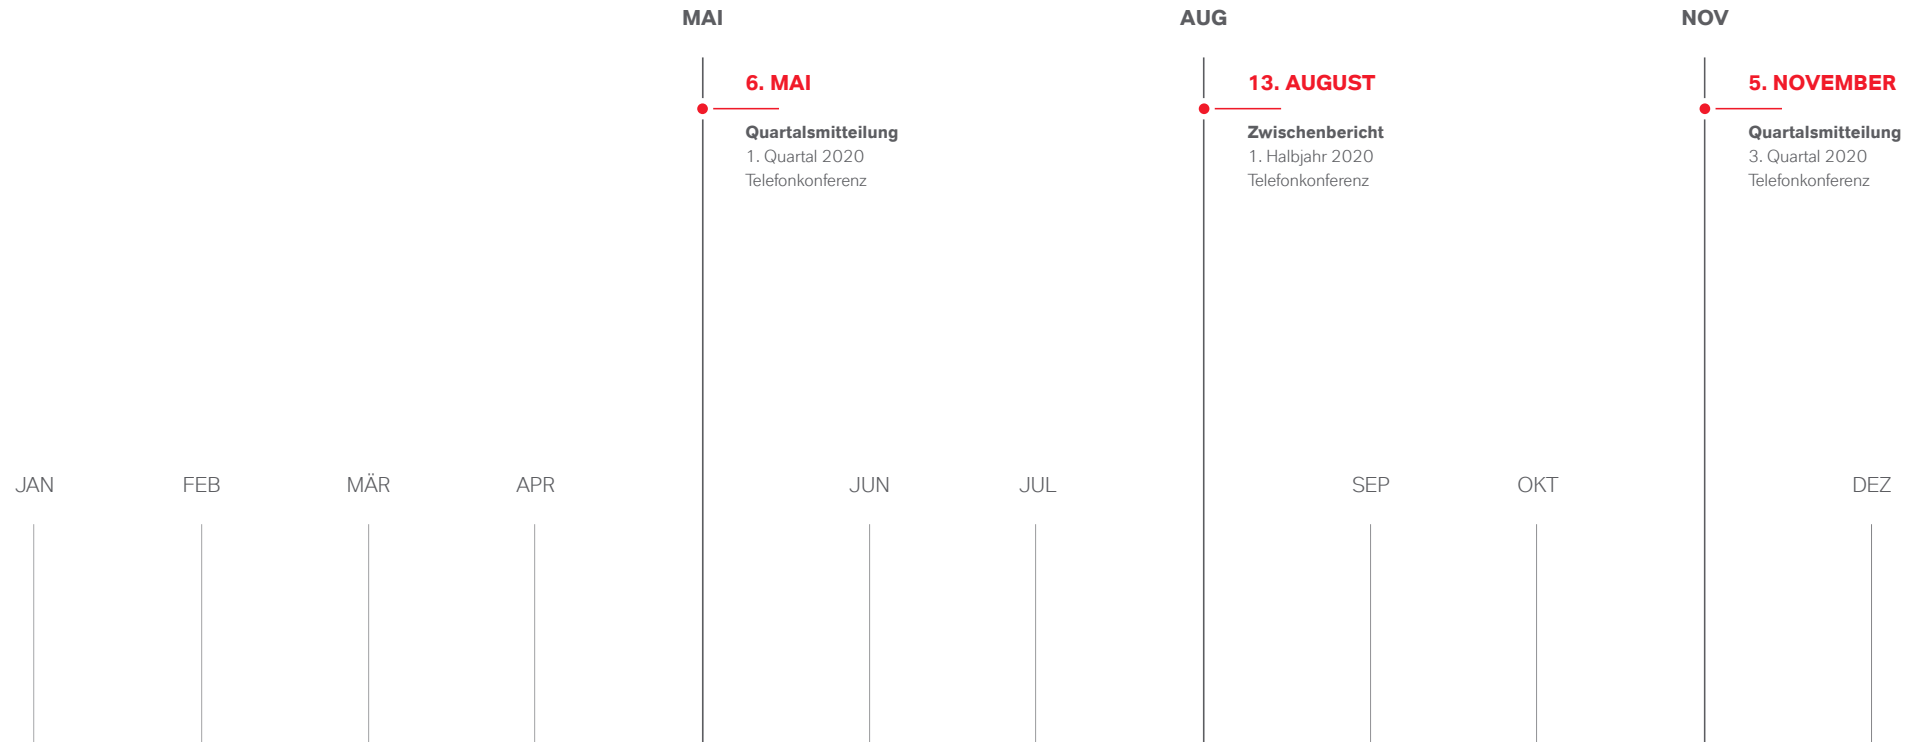 MAI
AUG
NOV
6. MAI
Quartalsmitteilung
1. Quartal 2020
Telefonkonferenz
13. AUGUST
Zwischenbericht
1. Halbjahr 2020
Telefonkonferenz
5. NOVEMBER
Quartalsmitteilung
3. Quartal 2020
Telefonkonferenz
JAN
FEB
MÄR
APR
JUN
JUL
SEP
OKT
DEZ